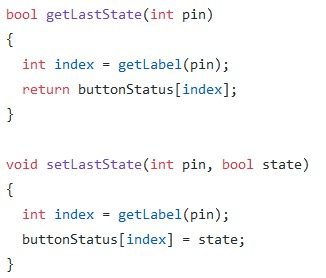 bool getLastState(int pin)
{
  int index = getLabel(pin);
  return buttonStatus[index];
}

void setLastState(int pin, bool state)
{
  int index = getLabel(pin);
  buttonStatus[index] = state;
}